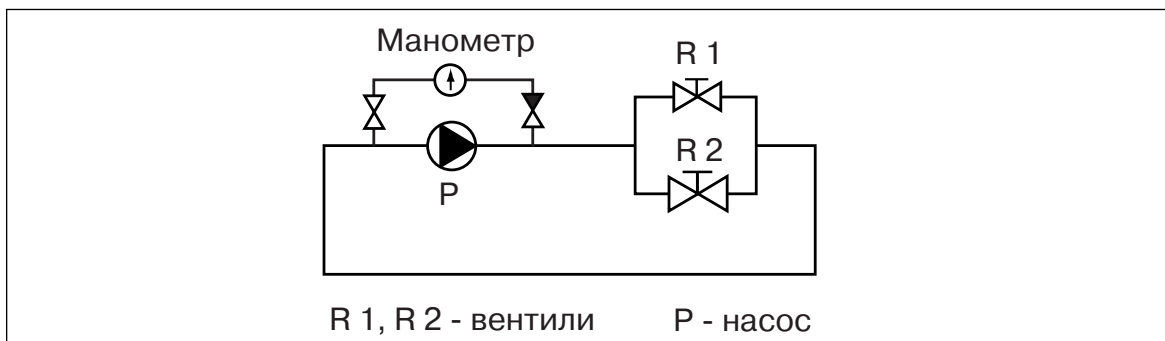 Манометр
R 1
R 2
P
R 1, R 2 - вентили P - насос